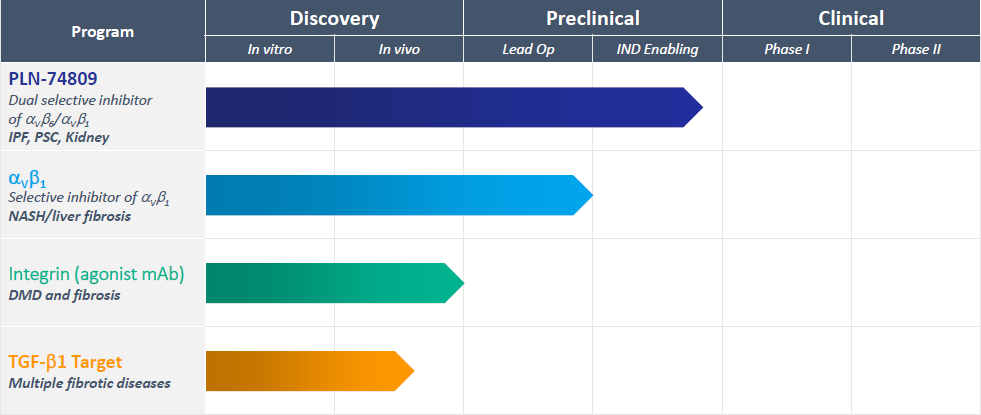 Program
Discovery
Preclinical
Clinical
In vitro
In vivo
Lead Op
IND Enabling
Phase I
Phase II
PLN-74809
Dual selective inhibitor
of αᵥβ₆/αᵥβ₁
IPF, PSC, Kidney
αᵥβ₁
Selective inhibitor of αᵥβ₁
NASH/liver fibrosis
Integrin (agonist mAb)
DMD and fibrosis
TGF-β1 Target
Multiple fibrotic diseases